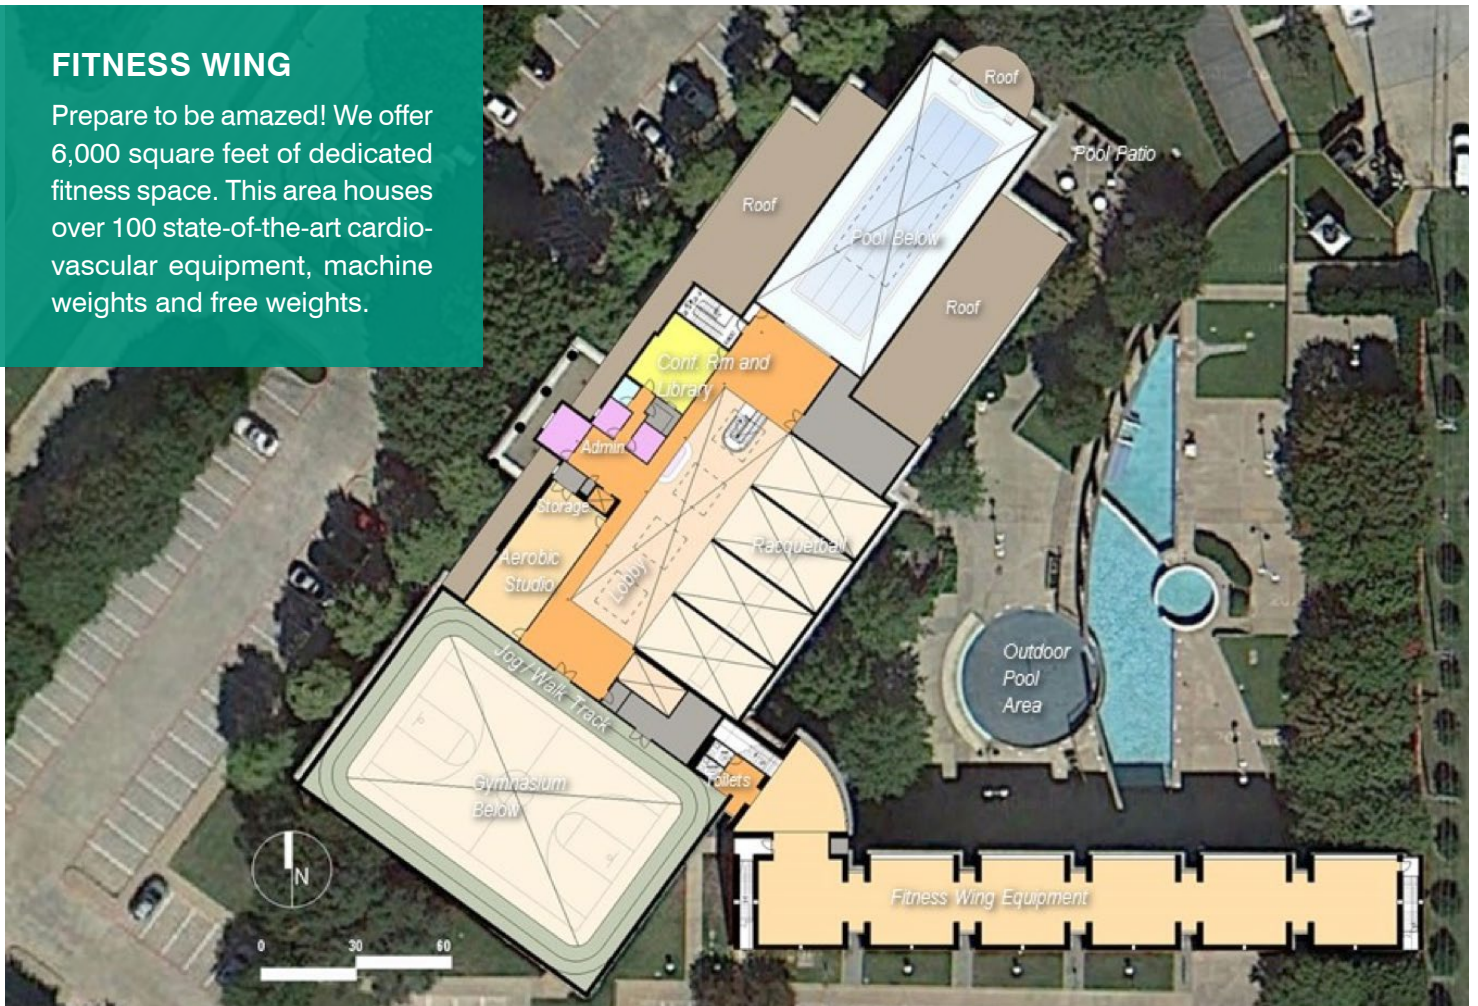 FITNESS WING
Prepare to be amazed! We offer
6,000 square feet of dedicated
fitness space. This area houses
over 100 state-of-the-art cardio-
vascular equipment, machine
weights and free weights.
Roof
Pool Patio
Roof
Pool Below
Roof
Conf. Rm and
Library
Admin
Storage
Aerobic
Studio
Lobby
Racquetball
Jog / Walk Track
Outdoor
Pool
Area
Gymnasium
Below
Toilets
Fitness Wing Equipment
N
0 30 60